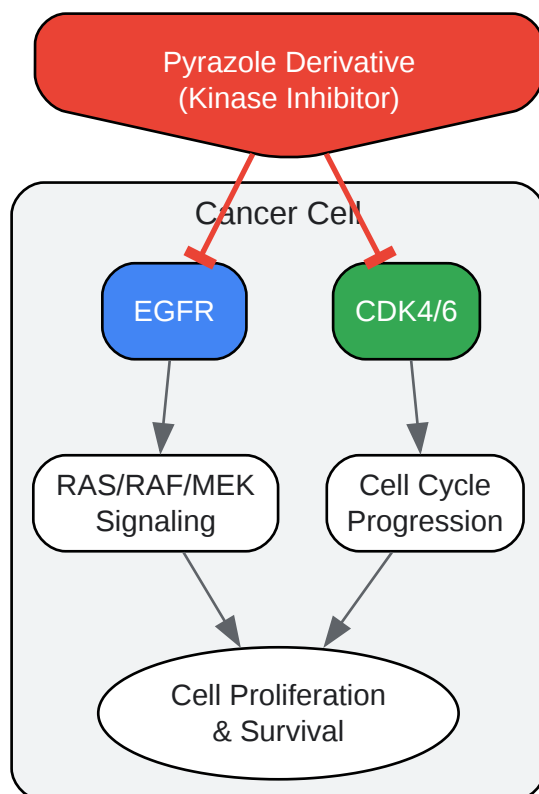 Pyrazole Derivative
(Kinase Inhibitor)
Cancer Cell
EGFR
CDK4/6
RAS/RAF/MEK
Signaling
Cell Cycle
Progression
Cell Proliferation
& Survival